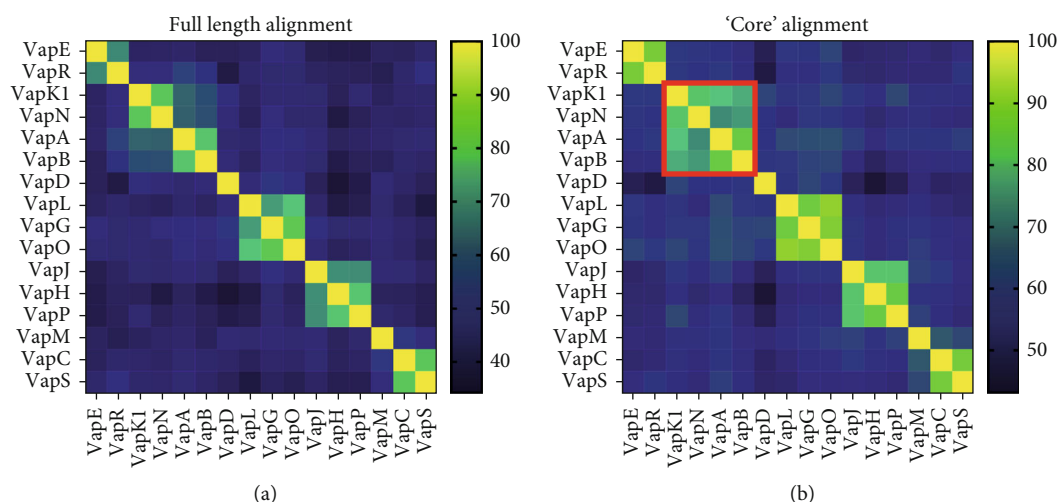 Full length alignment
VapE
VapR
VapK1
VapN
VapA
VapB
VapD
VapL
VapG
VapO
VapJ
VapH
VapP
VapM
VapC
VapS
VapE
VapR
VapK1
VapN
VapA
VapB
VapD
VapL
VapG
VapO
VapJ
VapH
VapP
VapM
VapC
VapS
100
90
80
70
60
50
40
(a)
'Core' alignment
VapE
VapR
VapK1
VapN
VapA
VapB
VapD
VapL
VapG
VapO
VapJ
VapH
VapP
VapM
VapC
VapS
VapE
VapR
VapK1
VapN
VapA
VapB
VapD
VapL
VapG
VapO
VapJ
VapH
VapP
VapM
VapC
VapS
100
90
80
70
60
50
(b)